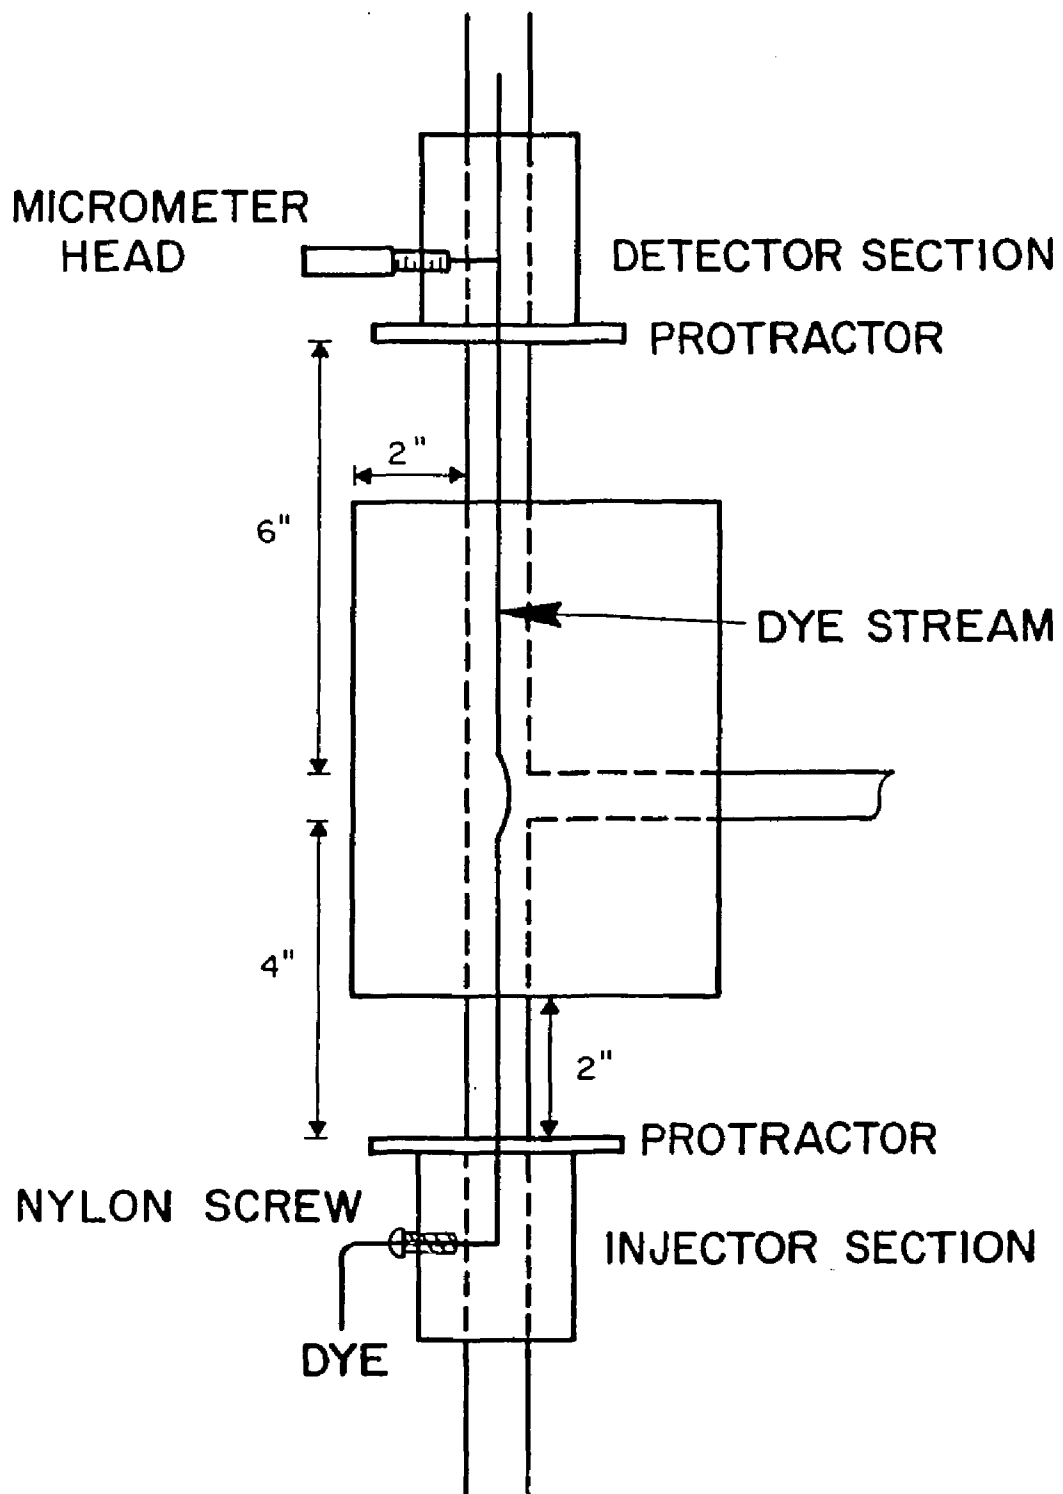 MICROMETER
HEAD
DETECTOR SECTION
PROTRACTOR
2"
6"
DYE STREAM
4"
2"
PROTRACTOR
NYLON SCREW
INJECTOR SECTION
DYE